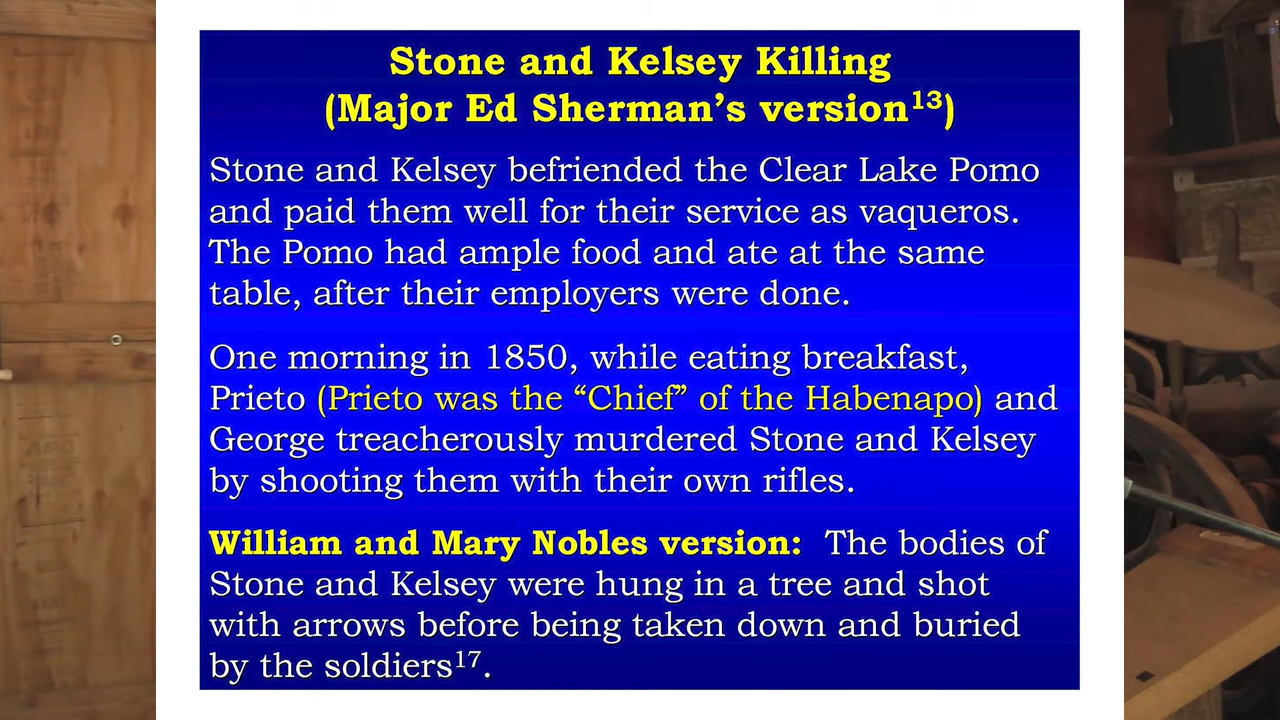 Stone and Kelsey Killing
(Major Ed Sherman’s version¹³)
Stone and Kelsey befriended the Clear Lake Pomo
and paid them well for their service as vaqueros.
The Pomo had ample food and ate at the same
table, after their employers were done.
One morning in 1850, while eating breakfast,
Prieto (Prieto was the “Chief” of the Habenapo) and
George treacherously murdered Stone and Kelsey
by shooting them with their own rifles.
William and Mary Nobles version: The bodies of
Stone and Kelsey were hung in a tree and shot
with arrows before being taken down and buried
by the soldiers¹⁷.